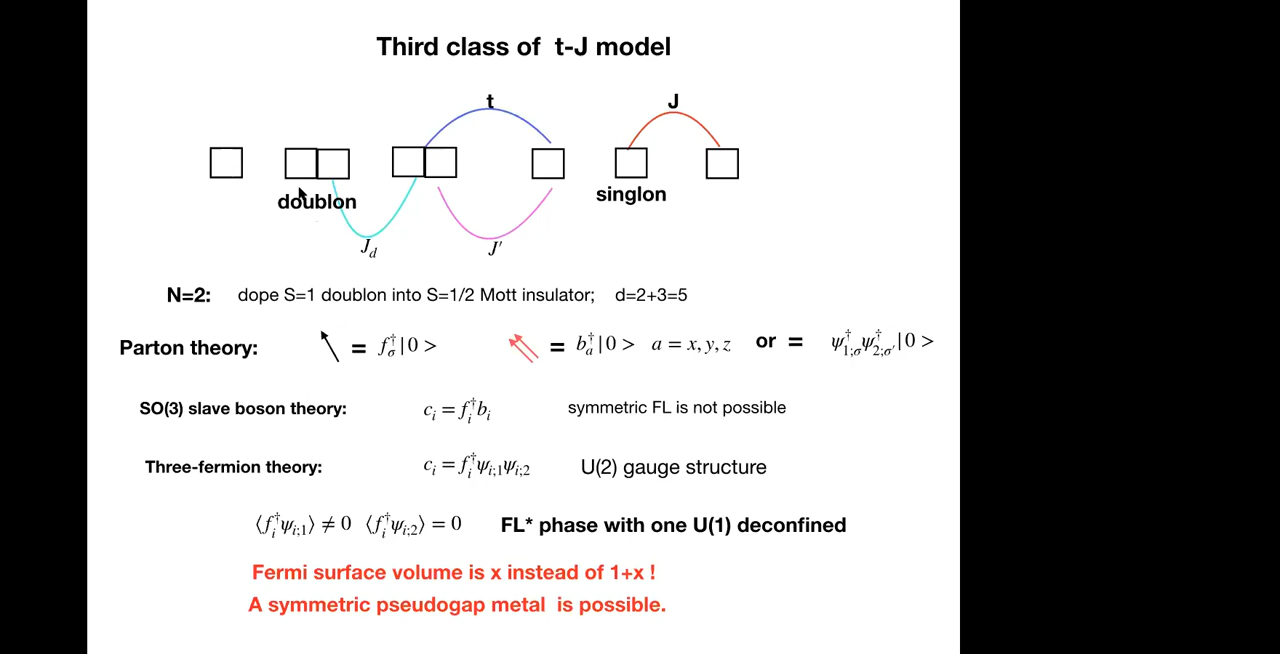 Third class of t-J model
t
J
doublon
singlon
J_d
J'
N=2: dope S=1 doublon into S=1/2 Mott insulator; d=2+3=5
Parton theory: = f†_σ|0 > = b†_a|0 > a = x, y, z or = ψ†_{1;σ}ψ†_{2;σ'}|0 >
SO(3) slave boson theory: c_i = f†_i b_i symmetric FL is not possible
Three-fermion theory: c_i = f†_i ψ_{i;1}ψ_{i;2} U(2) gauge structure
⟨f†_i ψ_{i;1}⟩ ≠ 0 ⟨f†_i ψ_{i;2}⟩ = 0 FL* phase with one U(1) deconfined
Fermi surface volume is x instead of 1+x !
A symmetric pseudogap metal is possible.